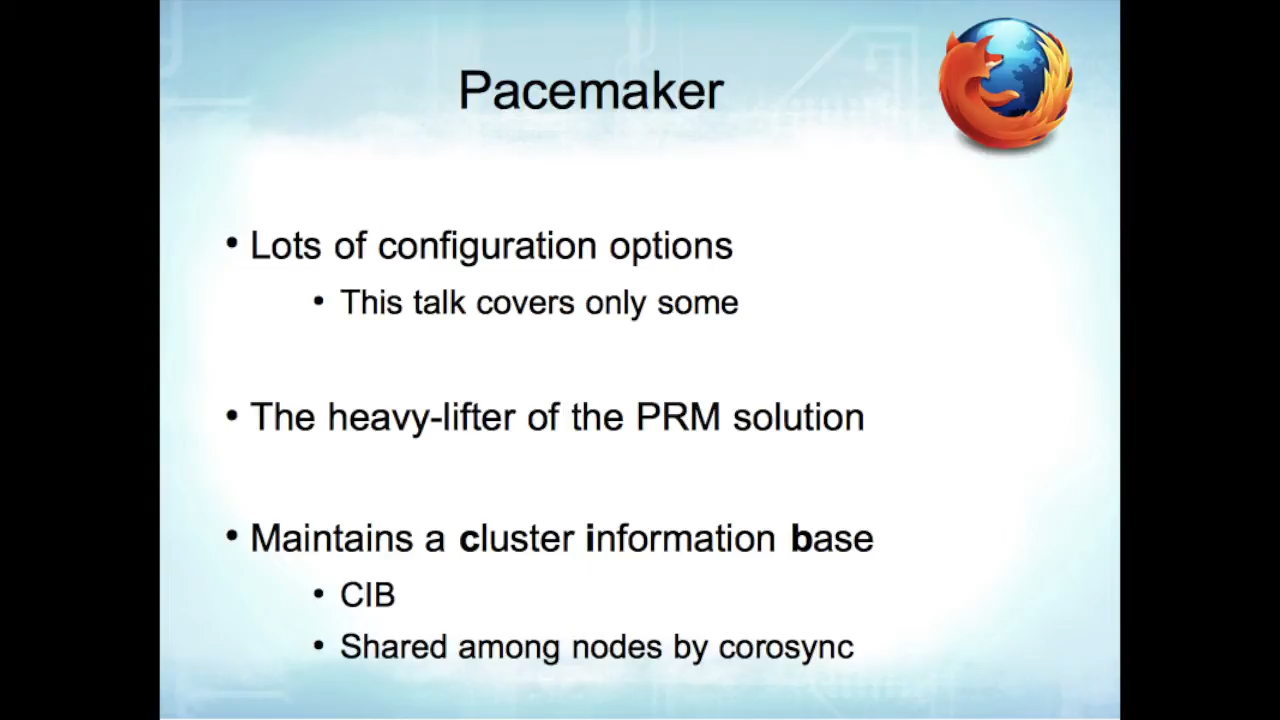 Pacemaker
• Lots of configuration options
• This talk covers only some
• The heavy-lifter of the PRM solution
• Maintains a cluster information base
• CIB
• Shared among nodes by corosync